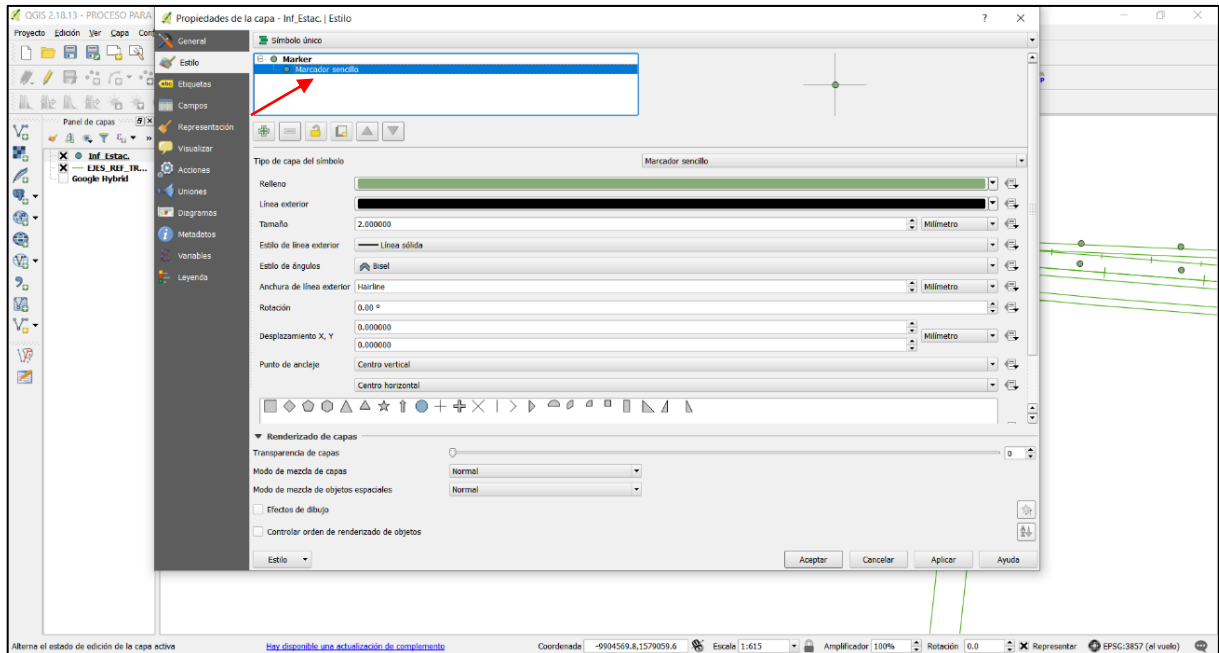 QGIS 2.18.13 - PROCESO PARA
Propiedades de la capa - Inf_Estac. | Estilo
Proyecto Edición Ver Capa Conf
General
Estilo
Etiquetas
Campos
Representación
Visualizar
Acciones
Uniones
Diagramas
Metadatos
Variables
Leyenda
Panel de capas
Inf_Estac.
EJES_REF_TR...
Google Hybrid
Símbolo único
Marker
Marcador sencillo
Tipo de capa del símbolo Marcador sencillo
Relleno
Línea exterior
Tamaño 2.000000 Milímetro
Estilo de línea exterior Línea sólida
Estilo de ángulos Bisel
Anchura de línea exterior Hairline Milímetro
Rotación 0.00 °
Desplazamiento X, Y 0.000000 Milímetro
0.000000
Punto de anclaje Centro vertical
Centro horizontal
Renderizado de capas
Transparencia de capas 0
Modo de mezcla de capas Normal
Modo de mezcla de objetos espaciales Normal
Efectos de dibujo
Controlar orden de renderizado de objetos
Estilo Aceptar Cancelar Aplicar Ayuda
Alterna el estado de edición de la capa activa Hay disponible una actualización de complemento Coordenada -9904569.8,1579059.6 Escala 1:615 Amplificador 100% Rotación 0.0 Representar EPSG:3857 (al vuelo)